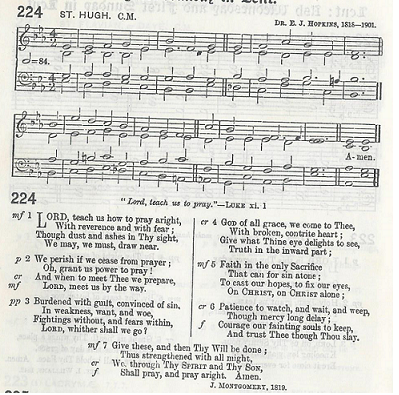 224 ST. HUGH. C.M.
DR. E. J. HOPKINS, 1818–1901.
=84.
A-men.
224
"Lord, teach us to pray."—LUKE xi. 1
mf 1 LORD, teach us how to pray aright,
With reverence and with fear;
Though dust and ashes in Thy sight,
We may, we must, draw near.
p 2 We perish if we cease from prayer;
Oh, grant us power to pray!
cr And when to meet Thee we prepare,
mf LORD, meet us by the way.
pp 3 Burdened with guilt, convinced of sin,
In weakness, want, and woe,
Fightings without, and fears within,
LORD, whither shall we go?
cr 4 GOD of all grace, we come to Thee,
With broken, contrite heart;
Give what Thine eye delights to see,
Truth in the inward part;
mf 5 Faith in the only Sacrifice
That can for sin atone;
To cast our hopes, to fix our eyes,
On CHRIST, on CHRIST alone;
cr 6 Patience to watch, and wait, and weep,
Though mercy long delay;
f Courage our fainting souls to keep,
And trust Thee though Thou slay.
mf 7 Give these, and then Thy Will be done;
Thus strengthened with all might,
cr We, through Thy SPIRIT and Thy SON,
f Shall pray, and pray aright. Amen.
J. MONTGOMERY, 1819.